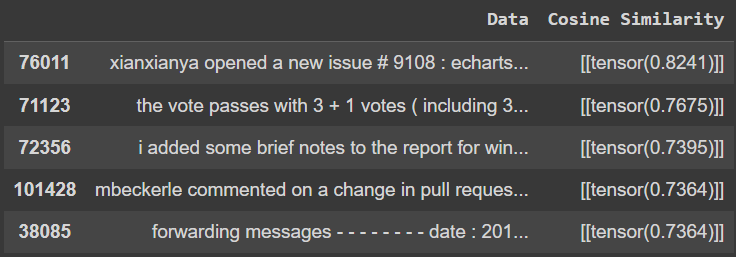 Data Cosine Similarity
76011 xianxianya opened a new issue # 9108 : echarts... [[tensor(0.8241)]]
71123 the vote passes with 3 + 1 votes ( including 3... [[tensor(0.7675)]]
72356 i added some brief notes to the report for win... [[tensor(0.7395)]]
101428 mbeckerle commented on a change in pull reques... [[tensor(0.7364)]]
38085 forwarding messages - - - - - - - - date : 201... [[tensor(0.7364)]]